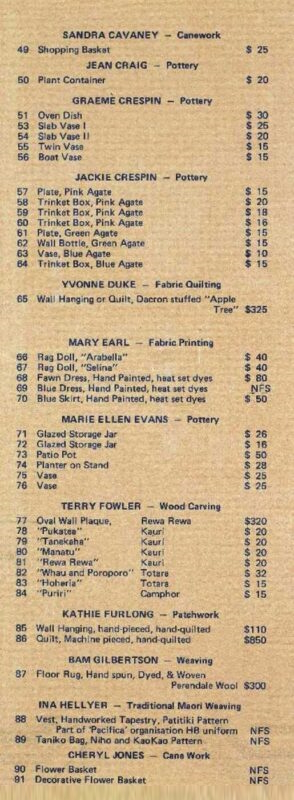 SANDRA CAVANEY — Canework
49 Shopping Basket $ 25
JEAN CRAIG — Pottery
50 Plant Container $ 20
GRAEME CRESPIN — Pottery
51 Oven Dish $ 30
53 Slab Vase I $ 25
54 Slab Vase II $ 20
55 Twin Vase $ 15
56 Boat Vase $ 15
JACKIE CRESPIN — Pottery
57 Plate, Pink Agate $ 15
58 Trinket Box, Pink Agate $ 20
59 Trinket Box, Pink Agate $ 18
60 Trinket Box, Pink Agate $ 16
61 Plate, Green Agate $ 15
62 Wall Bottle, Green Agate $ 15
63 Vase, Blue Agate $ 10
64 Trinket Box, Blue Agate $ 15
YVONNE DUKE — Fabric Quilting
65 Wall Hanging or Quilt, Dacron stuffed "Apple
Tree" $325
MARY EARL — Fabric Printing
66 Rag Doll, "Arabella" $ 40
67 Rag Doll, "Selina" $ 40
68 Fawn Dress, Hand Painted, heat set dyes $ 80
69 Blue Dress, Hand Painted, heat set dyes NFS
70 Blue Skirt, Hand Painted, heat set dyes $ 50
MARIE ELLEN EVANS — Pottery
71 Glazed Storage Jar $ 26
72 Glazed Storage Jar $ 16
73 Patio Pot $ 50
74 Planter on Stand $ 28
75 Vase $ 25
76 Vase $ 25
TERRY FOWLER — Wood Carving
77 Oval Wall Plaque, Rewa Rewa $320
78 "Pukatea" Kauri $ 20
79 "Tanekaha" Kauri $ 20
80 "Manatu" Kauri $ 20
81 "Rewa Rewa" Kauri $ 20
82 "Whau and Poroporo" Totara $ 32
83 "Hoheria" Totara $ 15
84 "Puriri" Camphor $ 15
KATHIE FURLONG — Patchwork
85 Wall Hanging, hand-pieced, hand-quilted $110
86 Quilt, Machine pieced, hand-quilted $850
BAM GILBERTSON — Weaving
87 Floor Rug, Hand spun, Dyed, & Woven
Perendale Wool $300
INA HELLYER — Traditional Maori Weaving
88 Vest, Handworked Tapestry, Patitiki Pattern
Part of 'Pacifica' organisation HB uniform NFS
89 Taniko Bag, Niho and KaoKao Pattern NFS
CHERYL JONES — Cane Work
90 Flower Basket NFS
91 Decorative Flower Basket NFS